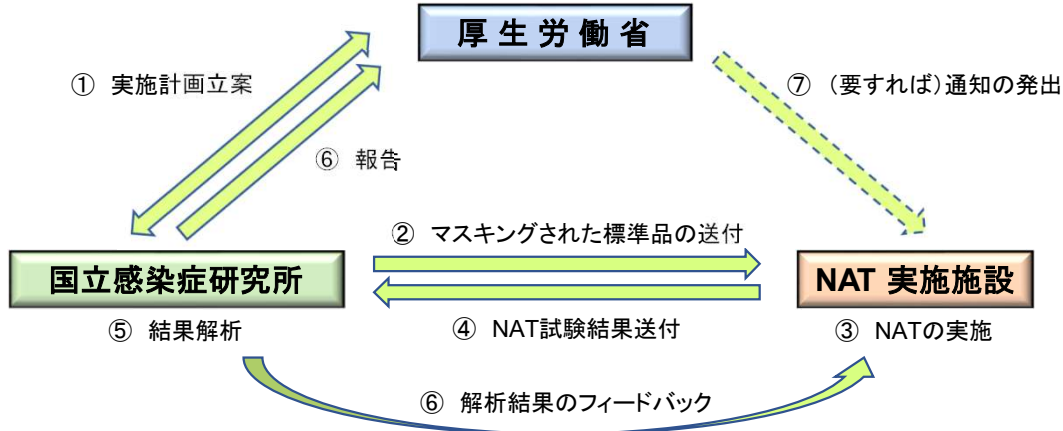 厚生労働省
① 実施計画立案
⑦ (要すれば)通知の発出
⑥ 報告
② マスキングされた標準品の送付
国立感染症研究所
NAT 実施施設
⑤ 結果解析
④ NAT試験結果送付
③ NATの実施
⑥ 解析結果のフィードバック